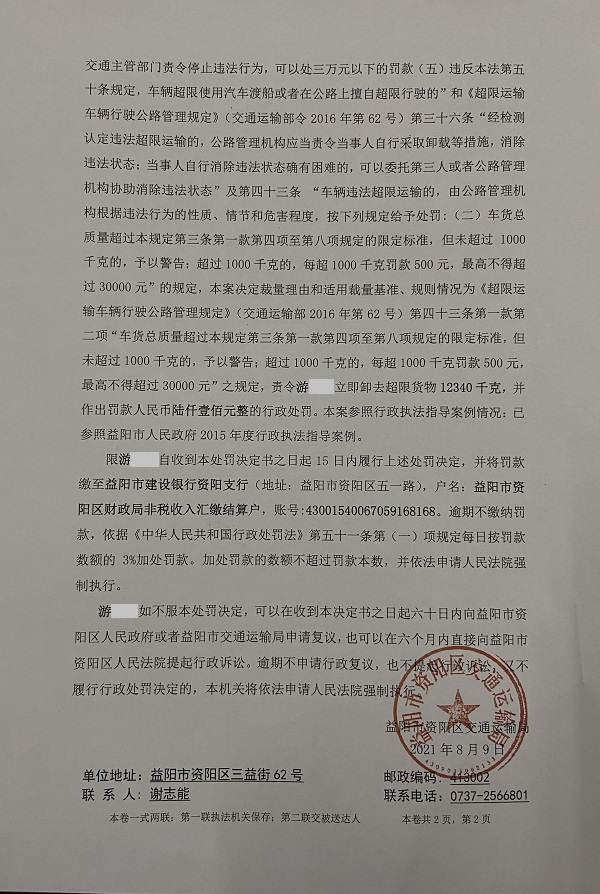 交通主管部门责令停止违法行为，可以处三万元以下的罚款（五）违反本法第五
十条规定，车辆超限使用汽车渡船或者在公路上擅自超限行驶的”和《超限运输
车辆行驶公路管理规定》（交通运输部令 2016 年第 62 号）第三十六条“经检测
认定违法超限运输的，公路管理机构应当责令当事人自行采取卸载等措施，消除
违法状态；当事人自行消除违法状态确有困难的，可以委托第三人或者公路管理
机构协助消除违法状态”及第四十三条 “车辆违法超限运输的，由公路管理机
构根据违法行为的性质、情节和危害程度，按下列规定给予处罚：（二）车货总
质量超过本规定第三条第一款第四项至第八项规定的限定标准，但未超过 1000
千克的，予以警告；超过 1000 千克的，每超 1000 千克罚款 500 元，最高不得超
过 30000 元”的规定，本案决定裁量理由和适用裁量基准、规则情况为《超限运
输车辆行驶公路管理规定》（交通运输部 2016 年第 62 号）第四十三条第一款第
二项“车货总质量超过本规定第三条第一款第四项至第八项规定的限定标准，但
未超过 1000 千克的，予以警告；超过 1000 千克的，每超 1000 千克罚款 500 元，
最高不得超过 30000 元”之规定，责令游 立即卸去超限货物 12340 千克，并
作出罚款人民币陆仟壹佰元整的行政处罚。本案参照行政执法指导案例情况：已
参照益阳市人民政府 2015 年度行政执法指导案例。
限游 自收到本处罚决定书之日起 15 日内履行上述处罚决定，并将罚款
缴至益阳市建设银行资阳支行（地址：益阳市资阳区五一路），户名：益阳市资
阳区财政局非税收入汇缴结算户，账号:43001540067059168168。逾期不缴纳罚
款，依据《中华人民共和国行政处罚法》第五十一条第（一）项规定每日按罚款
数额的 3%加处罚款。加处罚款的数额不超过罚款本数，并依法申请人民法院强
制执行。
游 如不服本处罚决定，可以在收到本决定书之日起六十日内向益阳市资
阳区人民政府或者益阳市交通运输局申请复议，也可以在六个月内直接向益阳市
资阳区人民法院提起行政诉讼。逾期不申请行政复议，也不提起行政诉讼，又不
履行行政处罚决定的，本机关将依法申请人民法院强制执行。
益阳市资阳区交通运输局
益阳市资阳区交通运输局
2021 年 8 月 9 日
单位地址：益阳市资阳区三益街 62 号 邮政编码：413002
联 系 人：谢志能 联系电话：0737-2566801
本卷一式两联：第一联执法机关保存；第二联交被送达人 本卷共 2 页，第 2 页